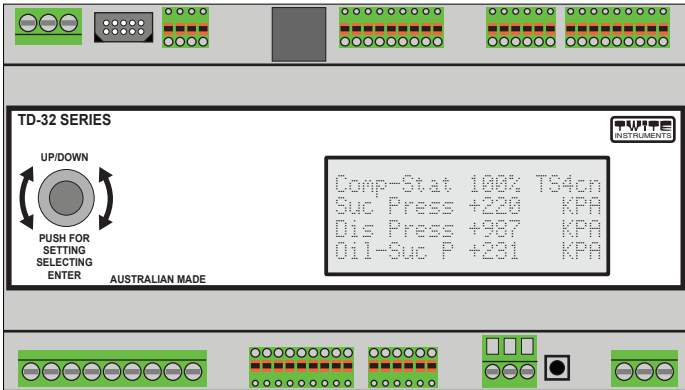 TD-32 SERIES
TWITE
INSTRUMENTS
UP/DOWN
PUSH FOR
SETTING
SELECTING
ENTER
AUSTRALIAN MADE
Comp-Stat 100% TS4cn
Suc Press +220 KPA
Dis Press +987 KPA
Oil-Suc P +231 KPA